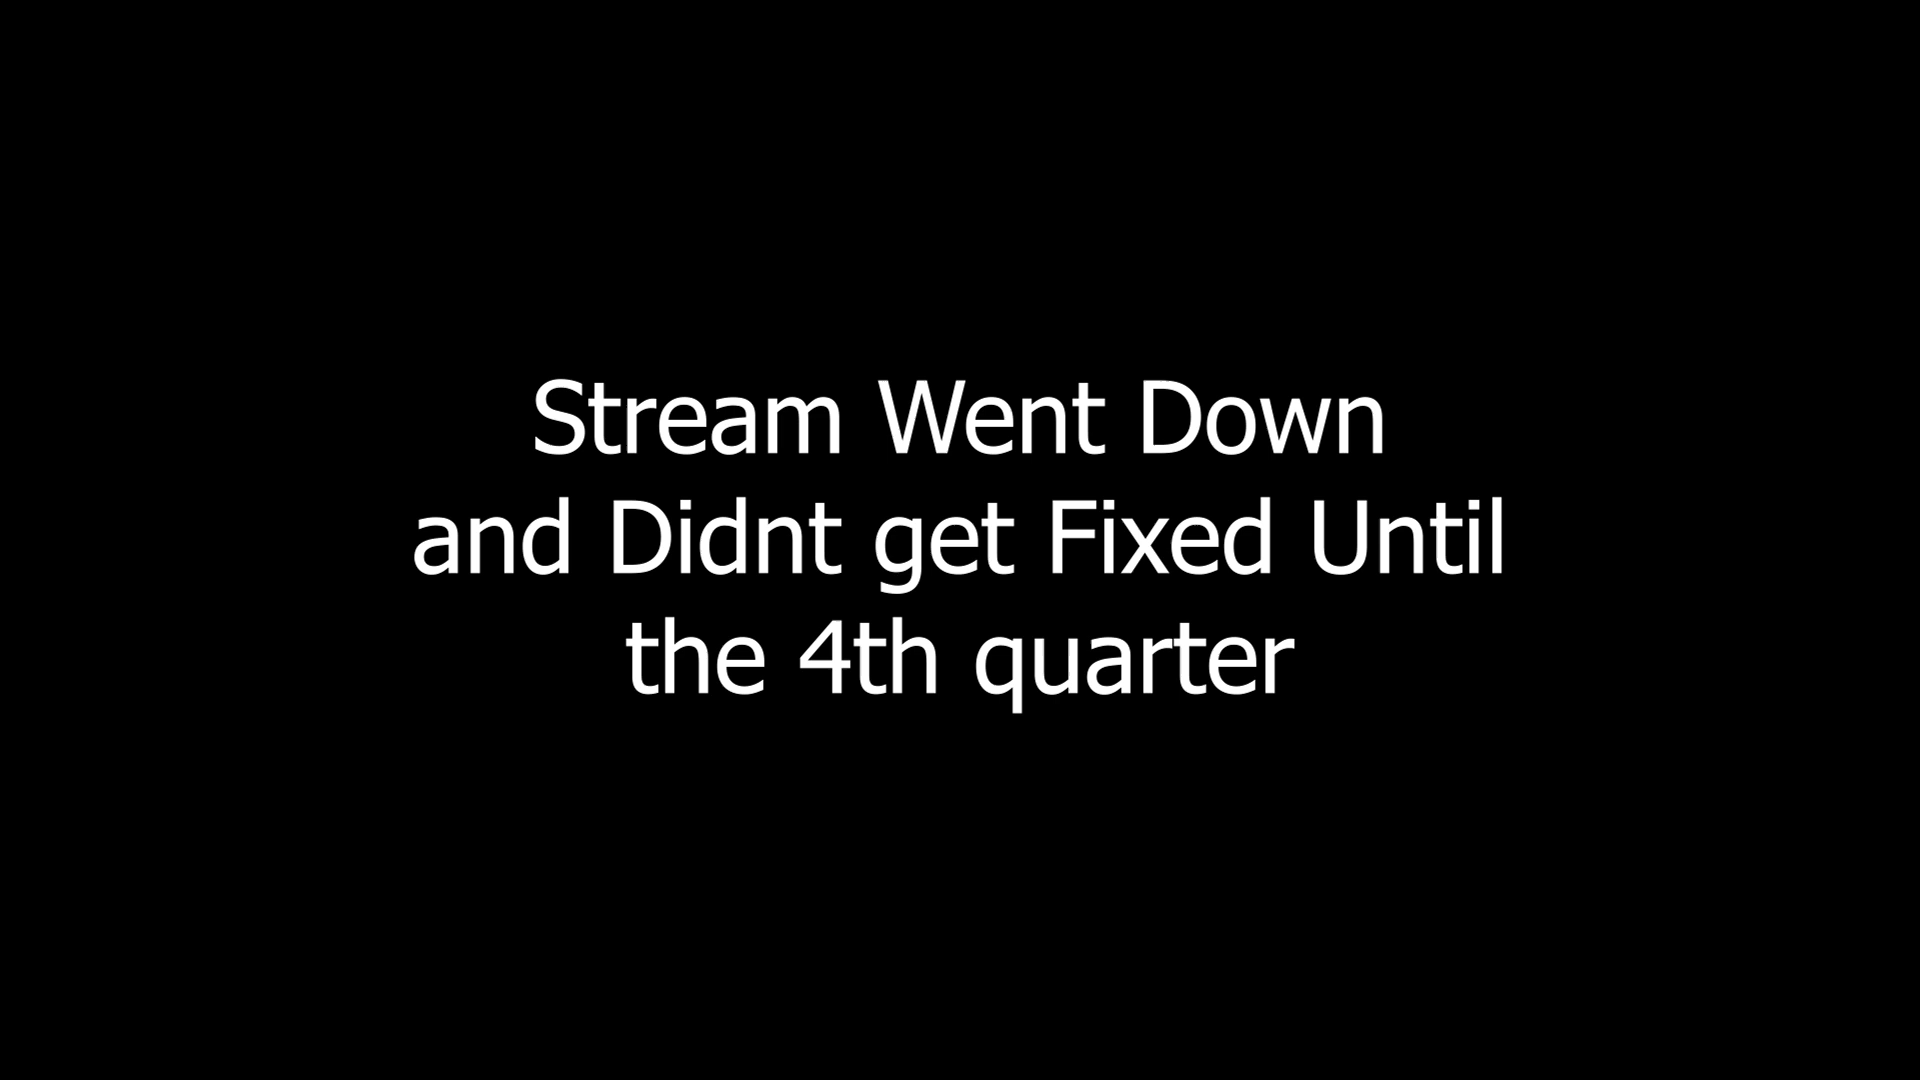 Stream Went Down
and Didnt get Fixed Until
the 4th quarter